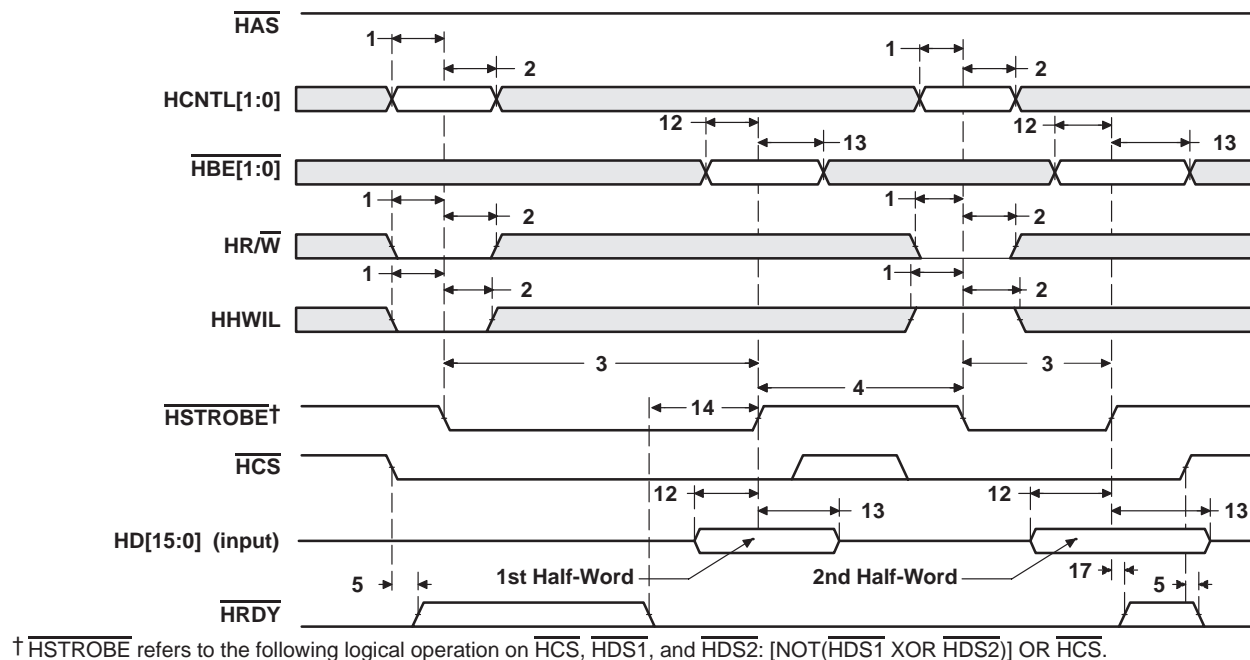 HAS
1
1
2
2
HCNTL[1:0]
12
12
13
13
HBE[1:0]
1
1
2
2
HR/W
1
1
2
2
HHWIL
3
3
4
14
HSTROBE†
HCS
12
12
13
13
HD[15:0] (input)
1st Half-Word
2nd Half-Word
5
17
5
HRDY
† HSTROBE refers to the following logical operation on HCS, HDS1, and HDS2: [NOT(HDS1 XOR HDS2)] OR HCS.